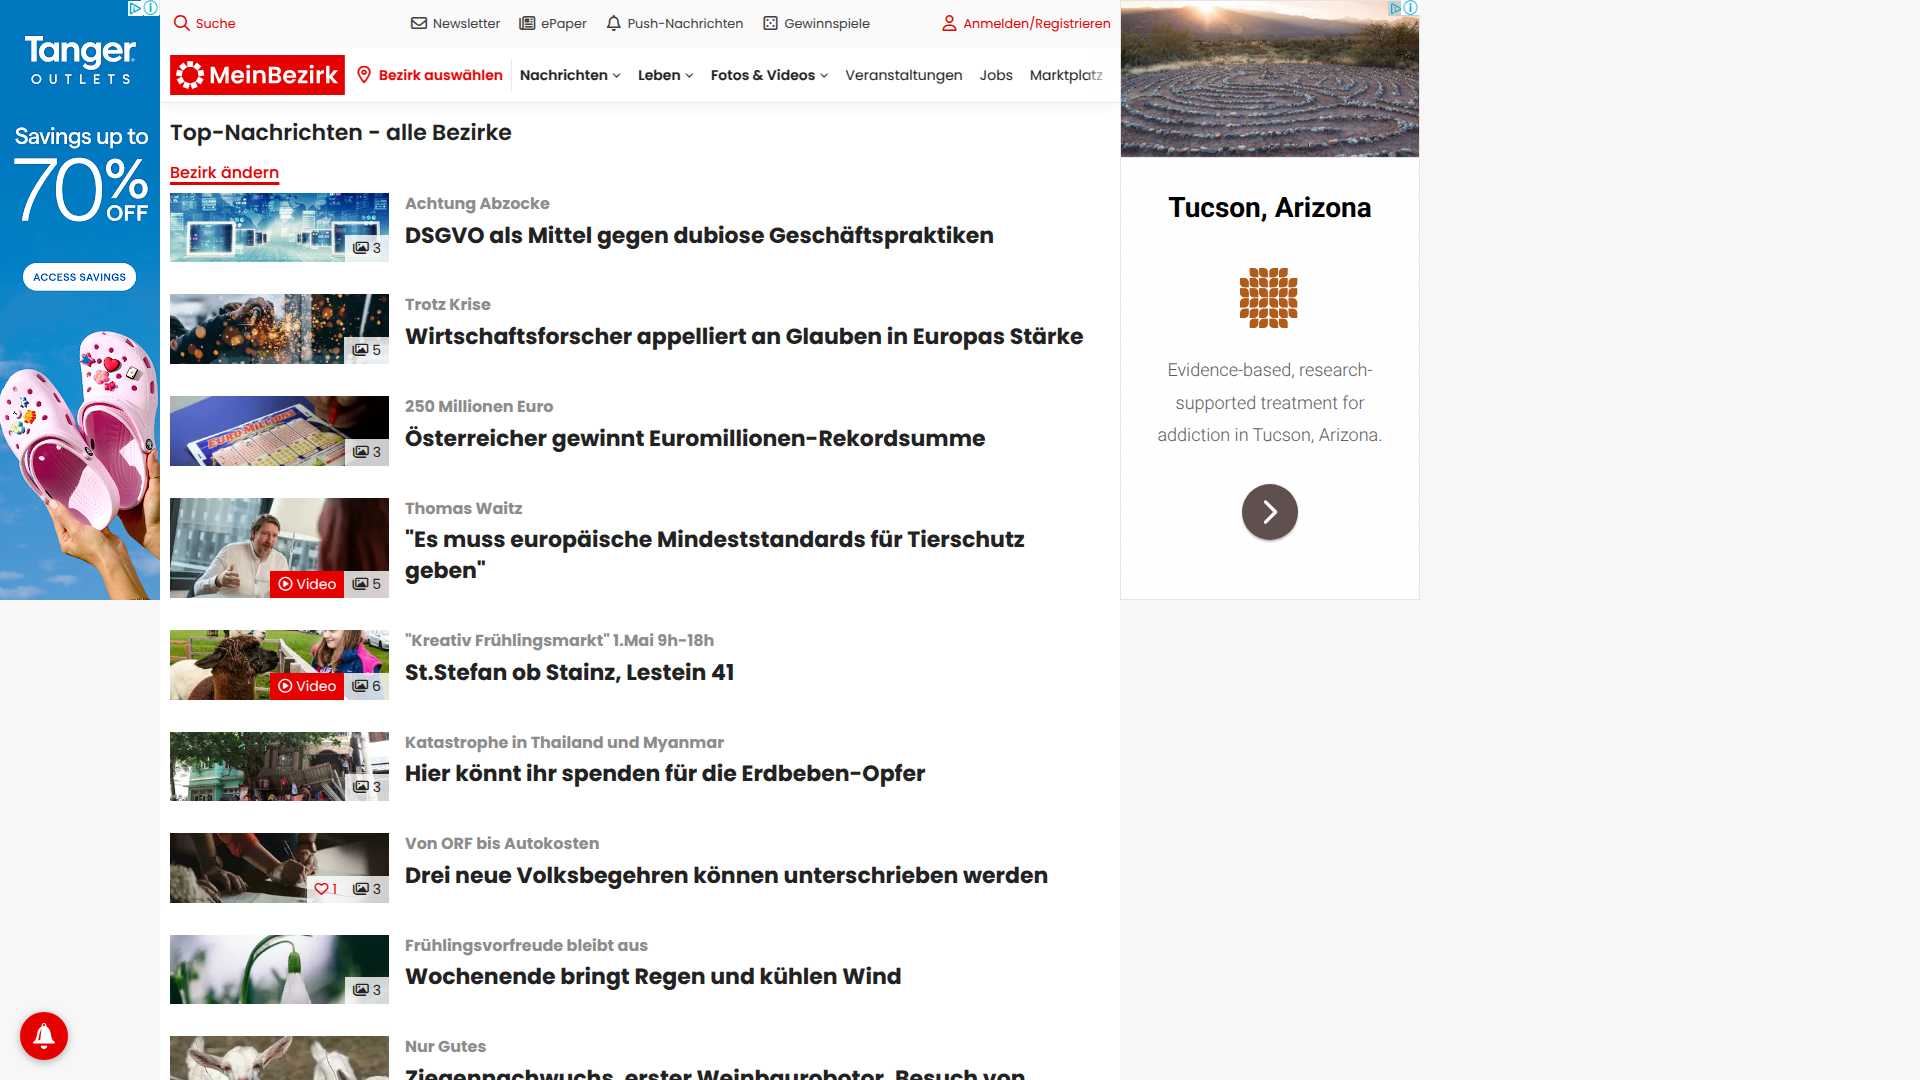 Tanger
OUTLETS
Savings up to
70%
OFF
ACCESS SAVINGS
Suche
Newsletter
ePaper
Push-Nachrichten
Gewinnspiele
Anmelden/Registrieren
MeinBezirk
Bezirk auswählen
Nachrichten
Leben
Fotos & Videos
Veranstaltungen
Jobs
Marktplatz
Top-Nachrichten - alle Bezirke
Bezirk ändern
3
Achtung Abzocke
DSGVO als Mittel gegen dubiose Geschäftspraktiken
5
Trotz Krise
Wirtschaftsforscher appelliert an Glauben in Europas Stärke
EURO MILLIONEN
3
250 Millionen Euro
Österreicher gewinnt Euromillionen-Rekordsumme
Video
5
Thomas Waitz
"Es muss europäische Mindeststandards für Tierschutz
geben"
Video
6
"Kreativ Frühlingsmarkt" 1.Mai 9h-18h
St.Stefan ob Stainz, Lestein 41
3
Katastrophe in Thailand und Myanmar
Hier könnt ihr spenden für die Erdbeben-Opfer
1
3
Von ORF bis Autokosten
Drei neue Volksbegehren können unterschrieben werden
3
Frühlingsvorfreude bleibt aus
Wochenende bringt Regen und kühlen Wind
Nur Gutes
Ziegennachwuchs, erster Weinbauroboter, Besuch von
Tucson, Arizona
Evidence-based, research-
supported treatment for
addiction in Tucson, Arizona.